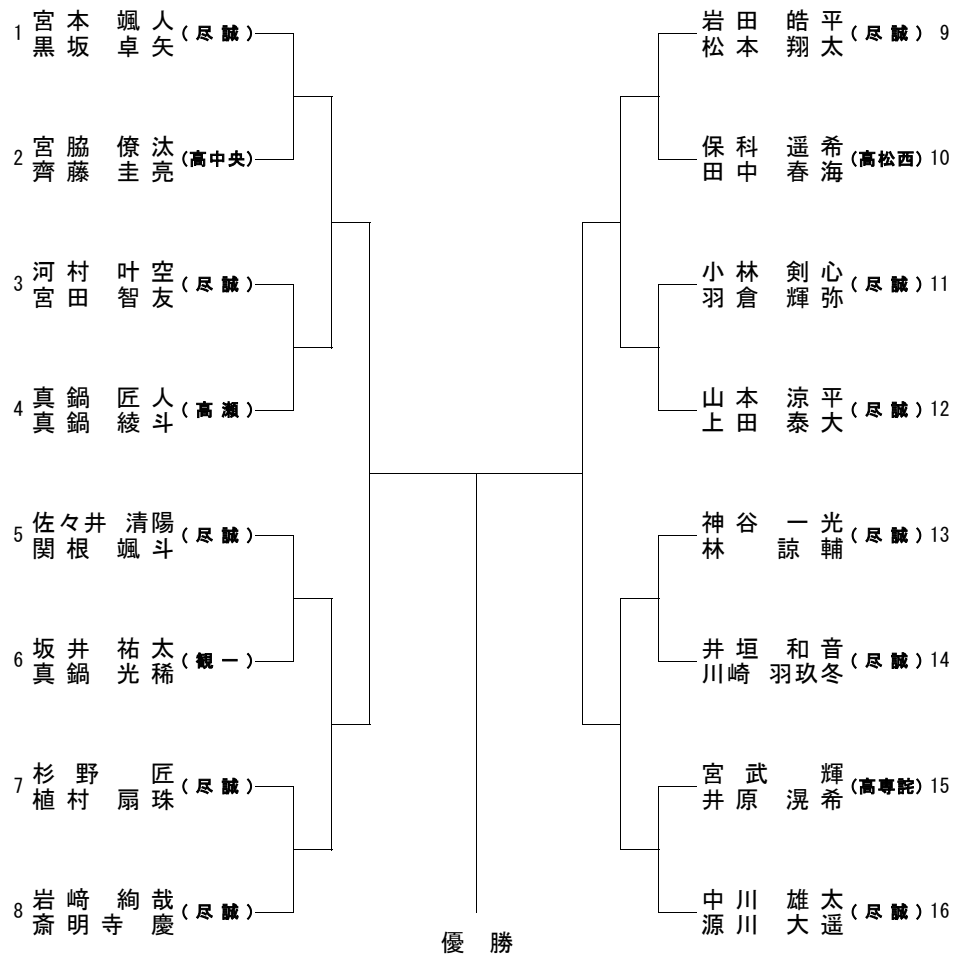 1 宮本 颯人 (尽誠)
黒坂 卓矢
2 宮脇 僚汰 (高中央)
齊藤 圭亮
3 河村 叶空 (尽誠)
宮田 智友
4 真鍋 匠人 (高瀬)
真鍋 綾斗
5 佐々井 清陽 (尽誠)
関根 颯斗
6 坂井 祐太 (観一)
真鍋 光稀
7 杉野 匠 (尽誠)
植村 扇珠
8 岩﨑 絢哉 (尽誠)
斎明寺 慶
岩田 皓平 (尽誠) 9
松本 翔太
保科 遥希 (高松西) 10
田中 春海
小林 剣心 (尽誠) 11
羽倉 輝弥
山本 涼平 (尽誠) 12
上田 泰大
神谷 一光 (尽誠) 13
林 諒輔
井垣 和音 (尽誠) 14
川崎 羽玖冬
宮武 輝 (高専詫) 15
井原 滉希
中川 雄太 (尽誠) 16
源川 大遥
優勝